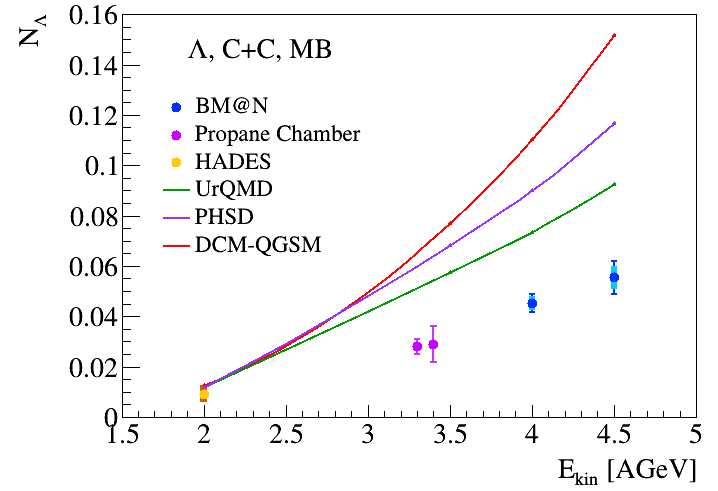 N_Λ
0.16
0.14
0.12
0.1
0.08
0.06
0.04
0.02
0
Λ, C+C, MB
BM@N
Propane Chamber
HADES
UrQMD
PHSD
DCM-QGSM
1.5 2 2.5 3 3.5 4 4.5 5
E_kin [AGeV]